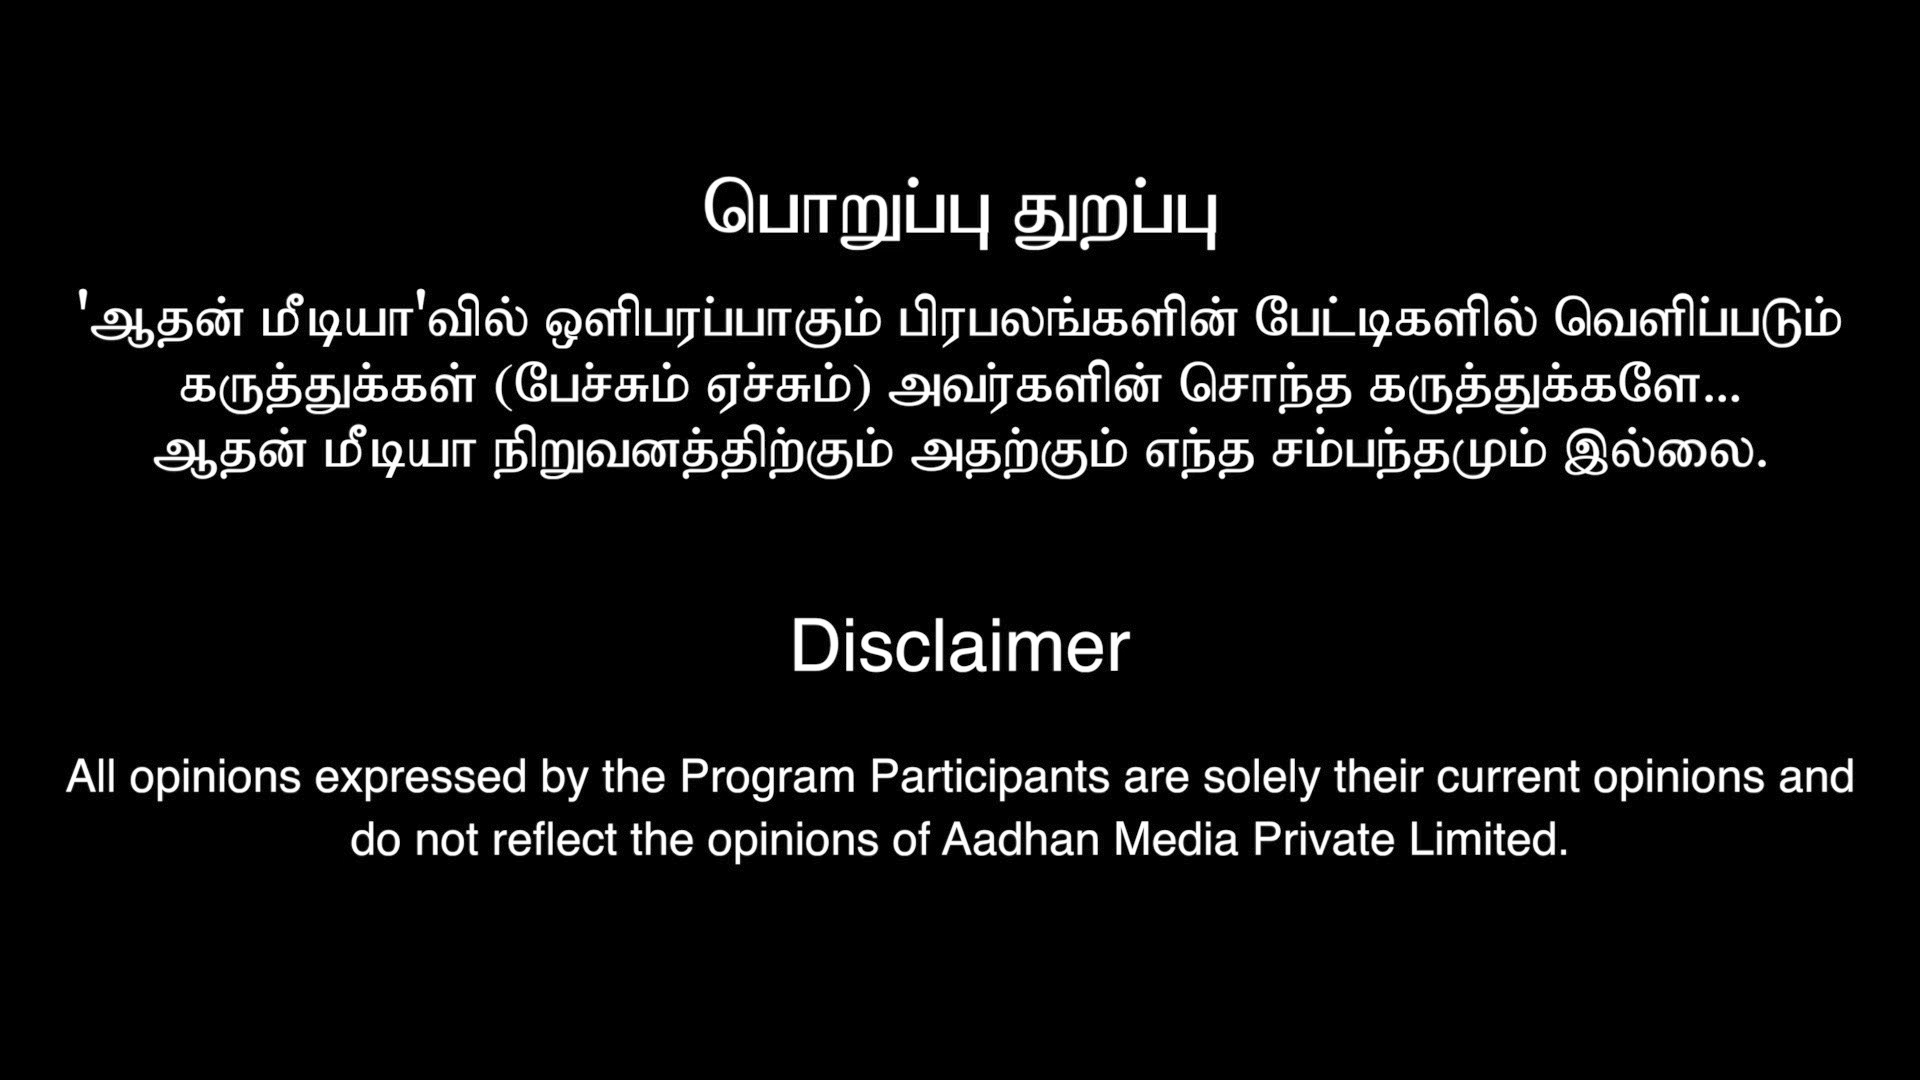 பொறுப்பு துறப்பு
'ஆதன் மீடியா'வில் ஒளிபரப்பாகும் பிரபலங்களின் பேட்டிகளில் வெளிப்படும்
கருத்துக்கள் (பேச்சும் ஏச்சும்) அவர்களின் சொந்த கருத்துக்களே...
ஆதன் மீடியா நிறுவனத்திற்கும் அதற்கும் எந்த சம்பந்தமும் இல்லை.
Disclaimer
All opinions expressed by the Program Participants are solely their current opinions and
do not reflect the opinions of Aadhan Media Private Limited.